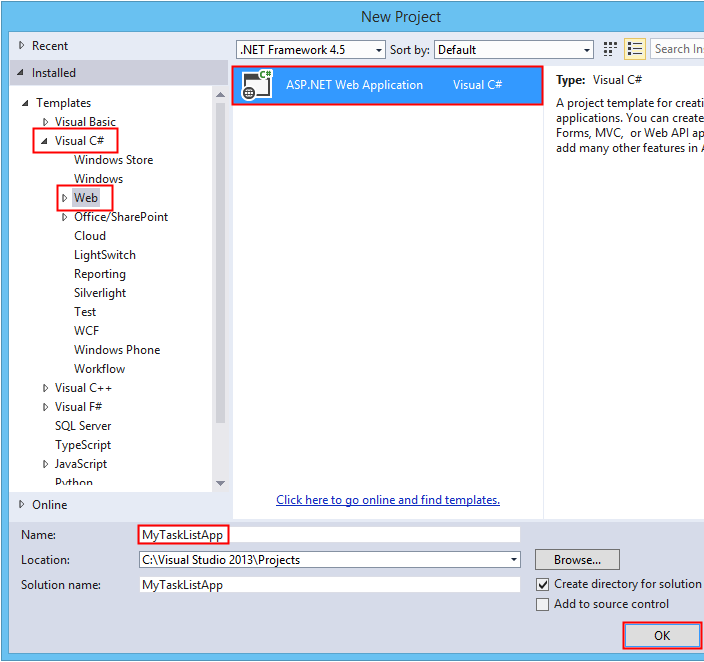 New Project
Recent
Installed
.NET Framework 4.5
Sort by:
Default
Search Ins
Templates
Visual Basic
Visual C#
Windows Store
Windows
Web
Office/SharePoint
Cloud
LightSwitch
Reporting
Silverlight
Test
WCF
Windows Phone
Workflow
Visual C++
Visual F#
SQL Server
TypeScript
JavaScript
Python
Online
C#
ASP.NET Web Application
Visual C#
Click here to go online and find templates.
Type: Visual C#
A project template for creati
applications. You can create
Forms, MVC, or Web API ap
add many other features in A
Name:
MyTaskListApp
Location:
C:\Visual Studio 2013\Projects
Browse...
Solution name:
MyTaskListApp
Create directory for solution
Add to source control
OK